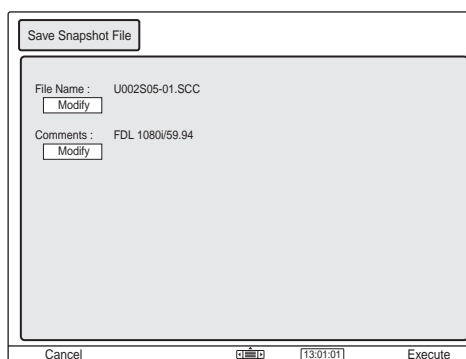 Save Snapshot File
File Name : U002S05-01.SCC
Modify
Comments : FDL 1080i/59.94
Modify
Cancel 13:01:01 Execute